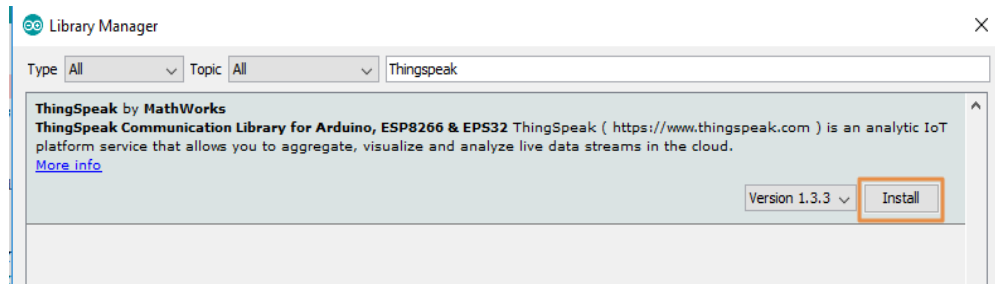 Library Manager
Type All Topic All Thingspeak
ThingSpeak by MathWorks
ThingSpeak Communication Library for Arduino, ESP8266 & EPS32 ThingSpeak ( https://www.thingspeak.com ) is an analytic IoT
platform service that allows you to aggregate, visualize and analyze live data streams in the cloud.
More info
Version 1.3.3 Install